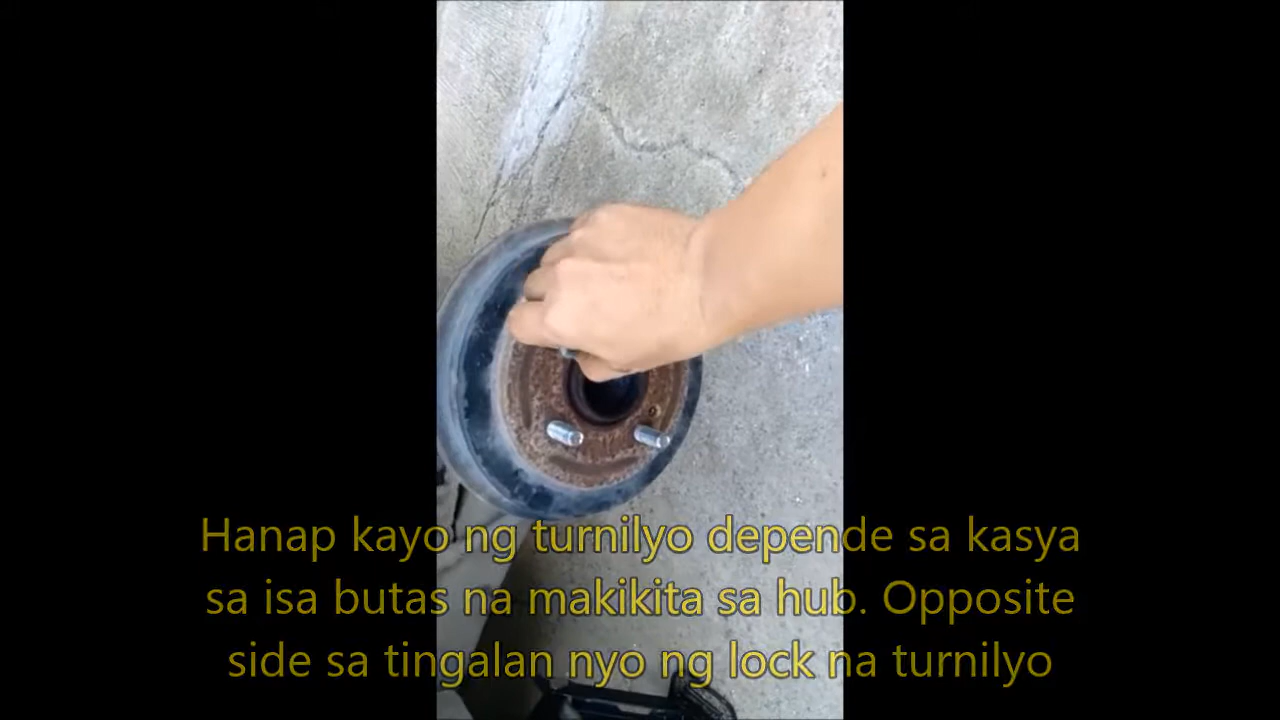 Hanap kayo ng turnilyo depende sa kasya
sa isa butas na makikita sa hub. Opposite
side sa tingalan nyo ng lock na turnilyo